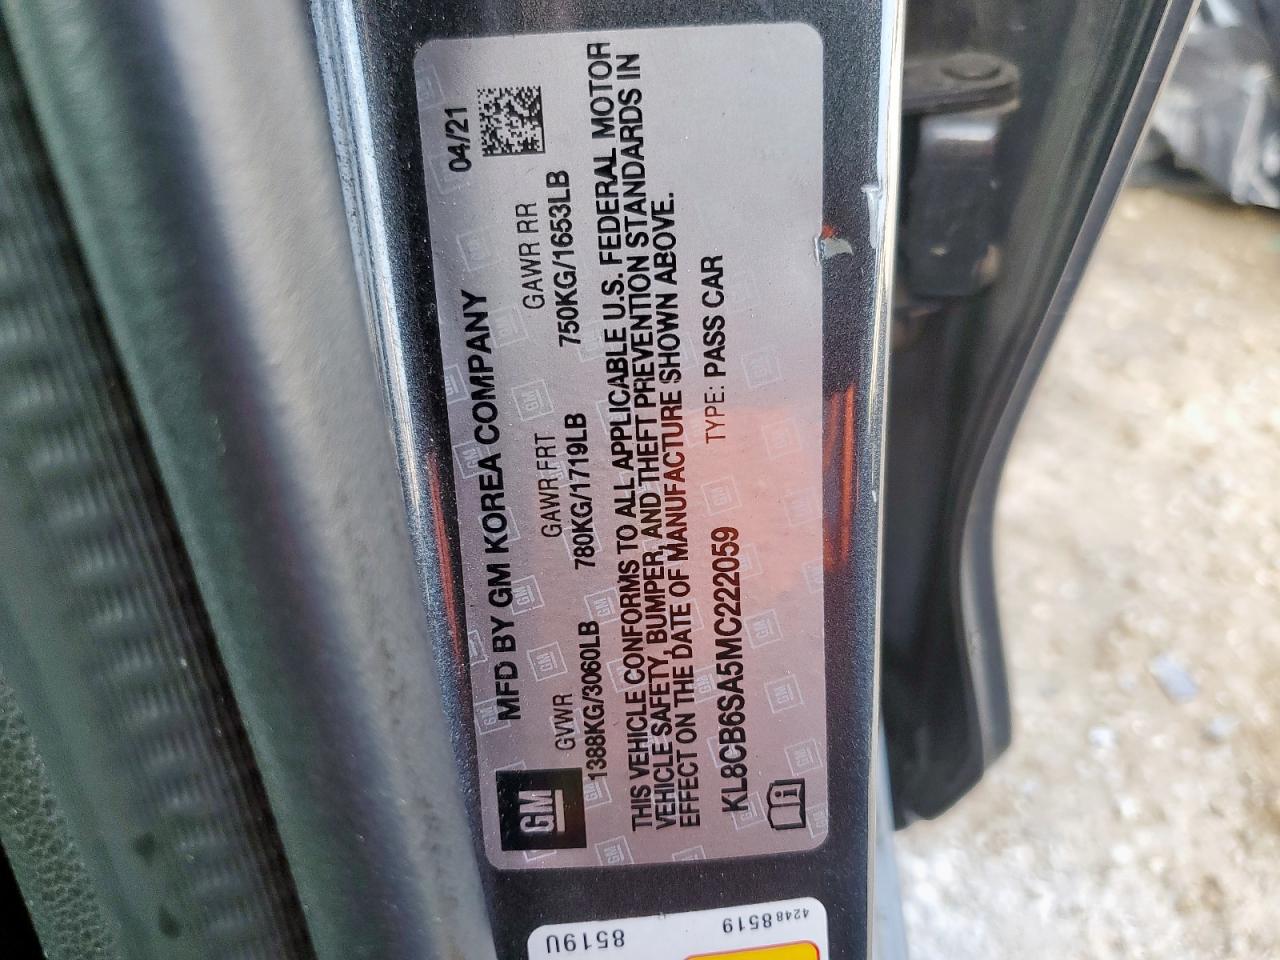 GM
MFD BY GM KOREA COMPANY 04/21
GVWR GAWR FRT GAWR RR
1388KG/3060LB 780KG/1719LB 750KG/1653LB
THIS VEHICLE CONFORMS TO ALL APPLICABLE U.S. FEDERAL MOTOR
VEHICLE SAFETY, BUMPER, AND THEFT PREVENTION STANDARDS IN
EFFECT ON THE DATE OF MANUFACTURE SHOWN ABOVE.
KL8CB6SA5MC222059 TYPE: PASS CAR
42488519
8519U